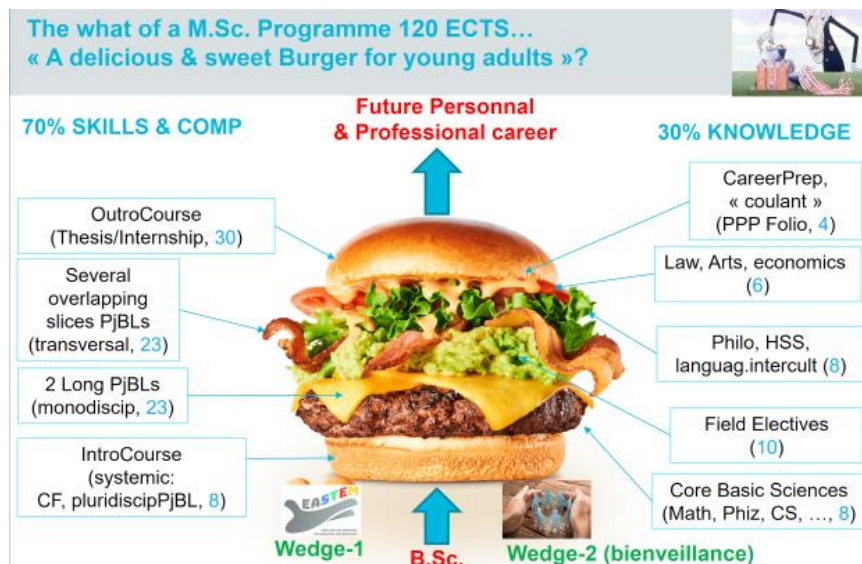 The what of a M.Sc. Programme 120 ECTS…
« A delicious & sweet Burger for young adults »?
70% SKILLS & COMP
Future Personnal
& Professional career
30% KNOWLEDGE
OutroCourse
(Thesis/Internship, 30)
Several
overlapping
slices PjBLs
(transversal, 23)
2 Long PjBLs
(monodiscip, 23)
IntroCourse
(systemic:
CF, pluridiscipPjBL, 8)
CareerPrep,
« coulant »
(PPP Folio, 4)
Law, Arts, economics
(6)
Philo, HSS,
languag.intercult (8)
Field Electives
(10)
Core Basic Sciences
(Math, Phiz, CS, …, 8)
EASTEM
Wedge-1
B.Sc.
Wedge-2 (bienveillance)